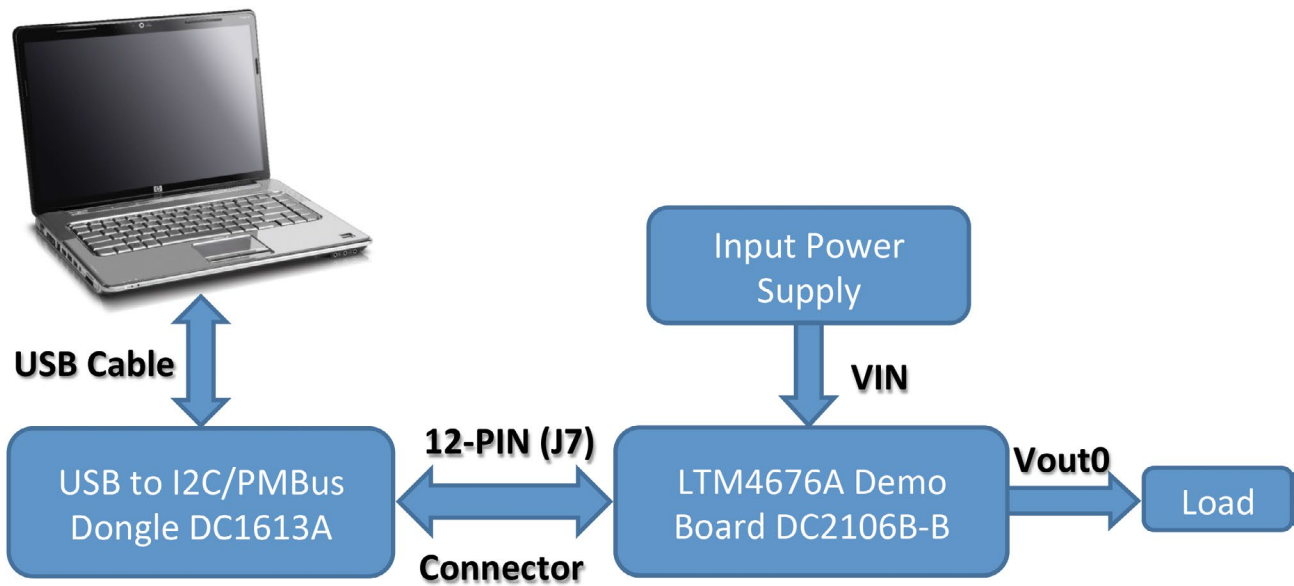 Input Power
Supply
USB Cable
VIN
12-PIN (J7)
Vout0
USB to I2C/PMBus
Dongle DC1613A
LTM4676A Demo
Board DC2106B-B
Load
Connector